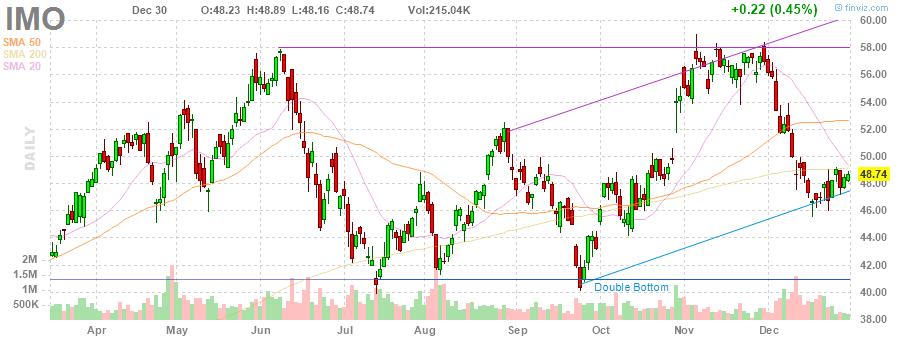 IMO
Dec 30 O:48.23 H:48.89 L:48.16 C:48.74 Vol:215.04K
+0.22 (0.45%)
finviz.com
SMA 50
SMA 200
SMA 20
DAILY
60.00
58.00
56.00
54.00
52.00
50.00
48.74
48.00
46.00
44.00
42.00
40.00
38.00
2M
1.5M
1M
500K
Double Bottom
Apr May Jun Jul Aug Sep Oct Nov Dec